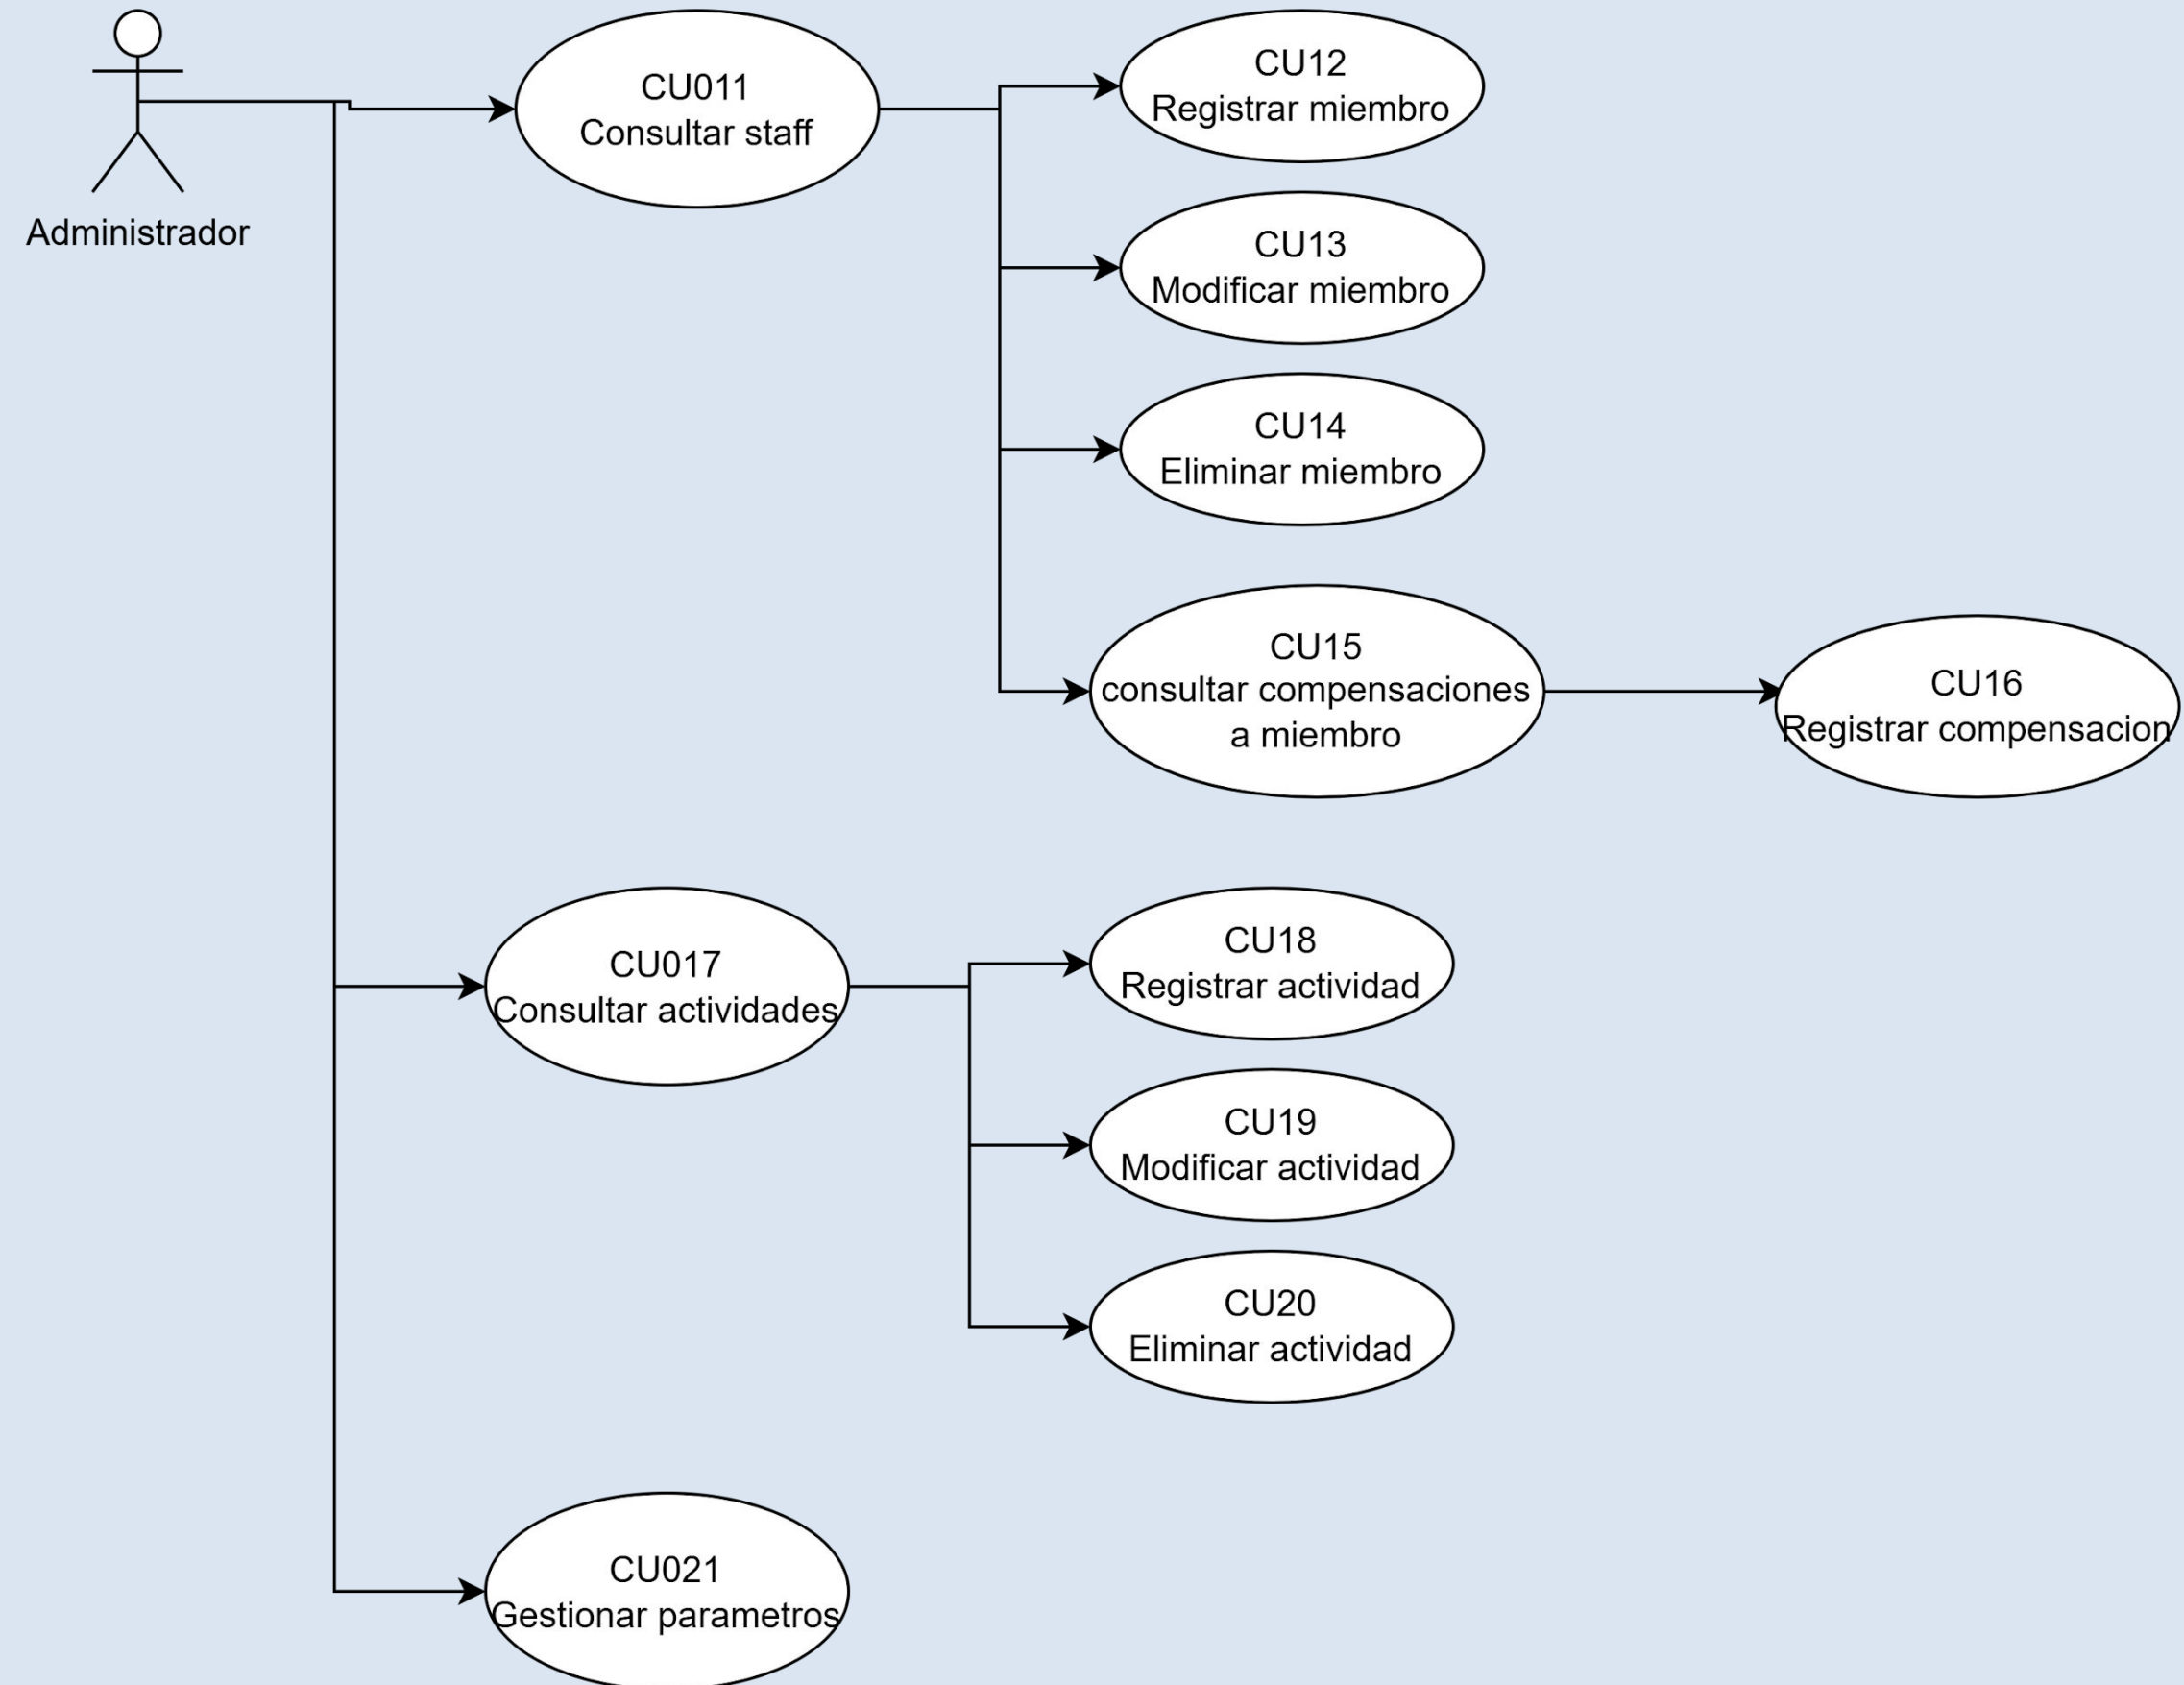 Administrador
CU011
Consultar staff
CU12
Registrar miembro
CU13
Modificar miembro
CU14
Eliminar miembro
CU15
consultar compensaciones
a miembro
CU16
Registrar compensacion
CU017
Consultar actividades
CU18
Registrar actividad
CU19
Modificar actividad
CU20
Eliminar actividad
CU021
Gestionar parametros